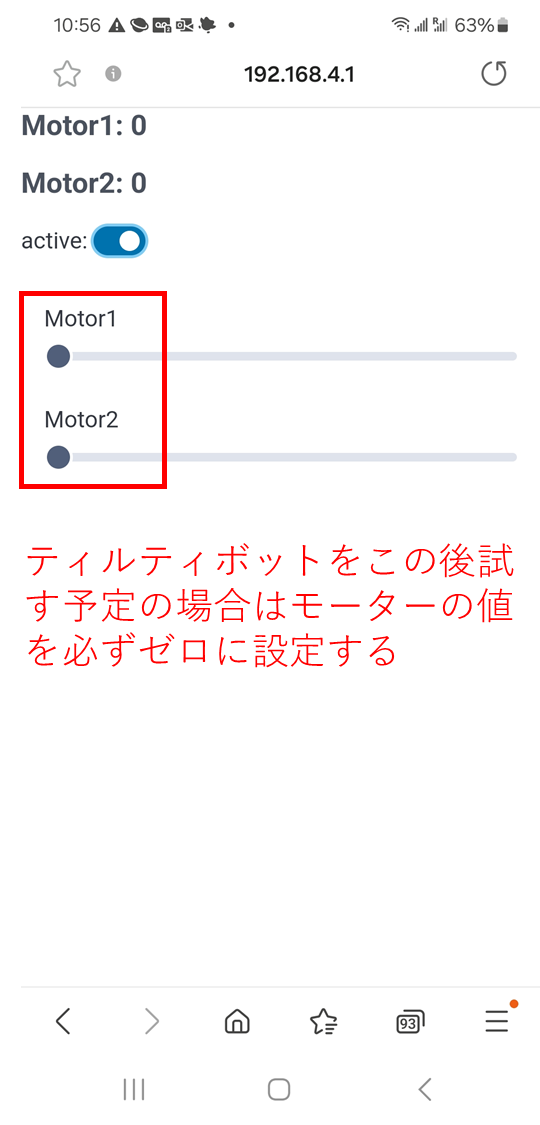 10:56
63%
192.168.4.1
Motor1: 0
Motor2: 0
active:
Motor1
Motor2
ティルティボットをこの後試
す予定の場合はモーターの値
を必ずゼロに設定する
93